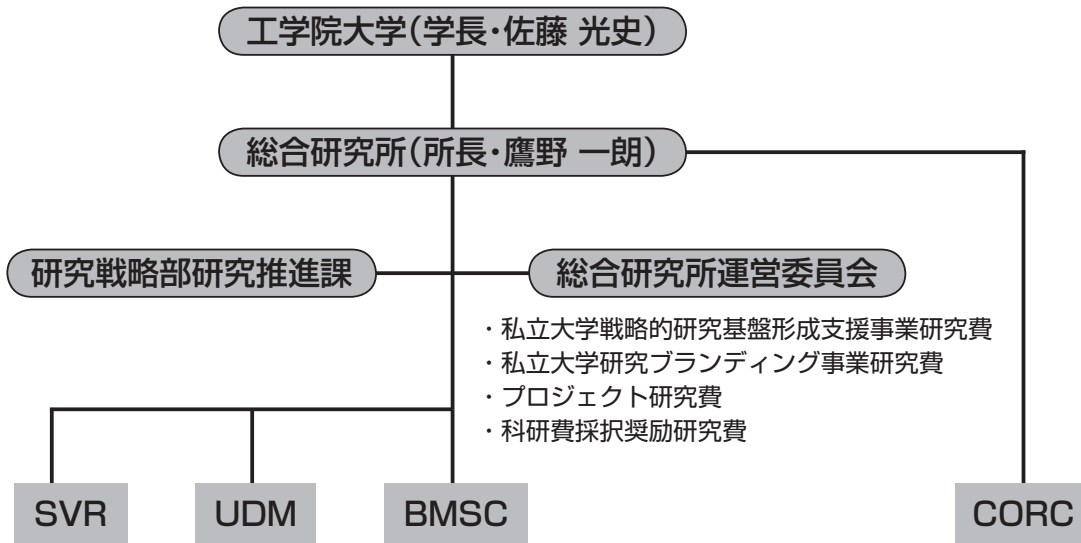 工学院大学(学長・佐藤 光史)
総合研究所(所長・鷹野 一朗)
研究戦略部研究推進課
総合研究所運営委員会
・私立大学戦略的研究基盤形成支援事業研究費
・私立大学研究ブランディング事業研究費
・プロジェクト研究費
・科研費採択奨励研究費
SVR
UDM
BMSC
CORC